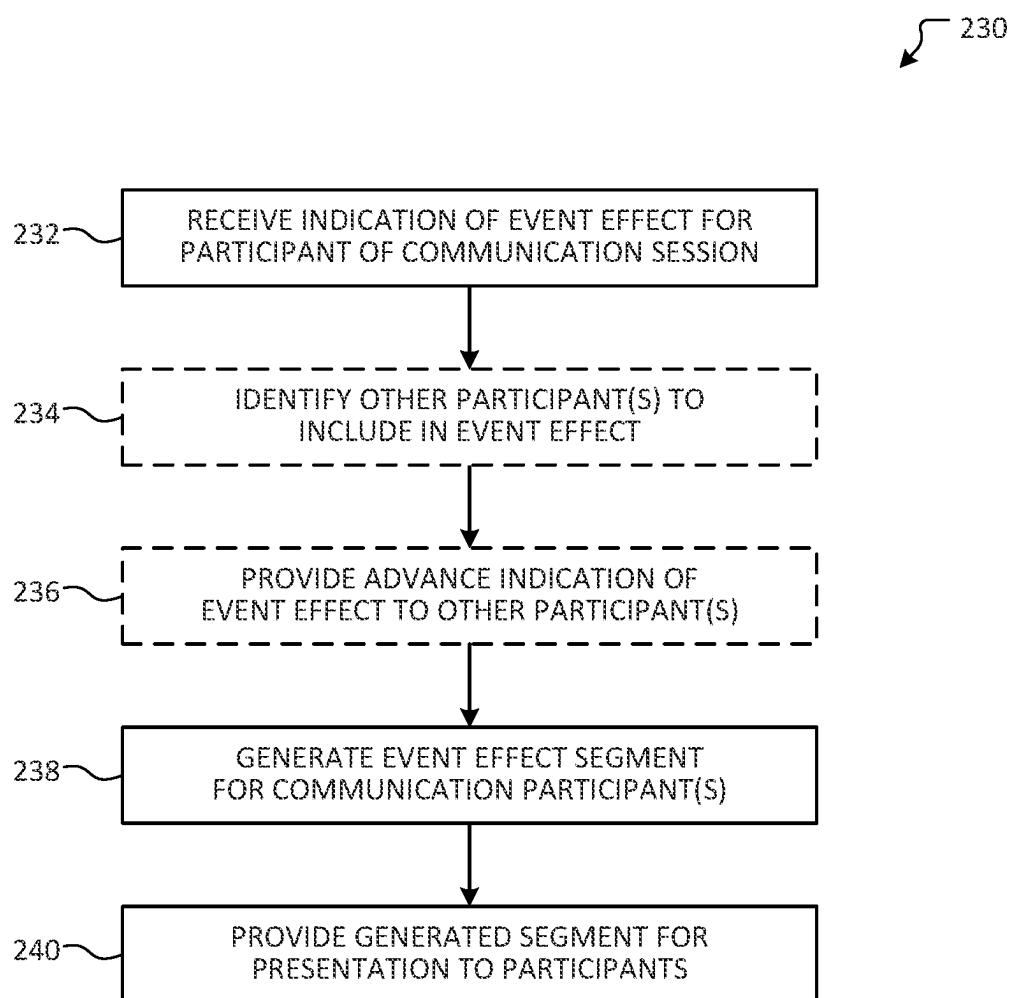 230
232
RECEIVE INDICATION OF EVENT EFFECT FOR
PARTICIPANT OF COMMUNICATION SESSION
234
IDENTIFY OTHER PARTICIPANT(S) TO
INCLUDE IN EVENT EFFECT
236
PROVIDE ADVANCE INDICATION OF
EVENT EFFECT TO OTHER PARTICIPANT(S)
238
GENERATE EVENT EFFECT SEGMENT
FOR COMMUNICATION PARTICIPANT(S)
240
PROVIDE GENERATED SEGMENT FOR
PRESENTATION TO PARTICIPANTS